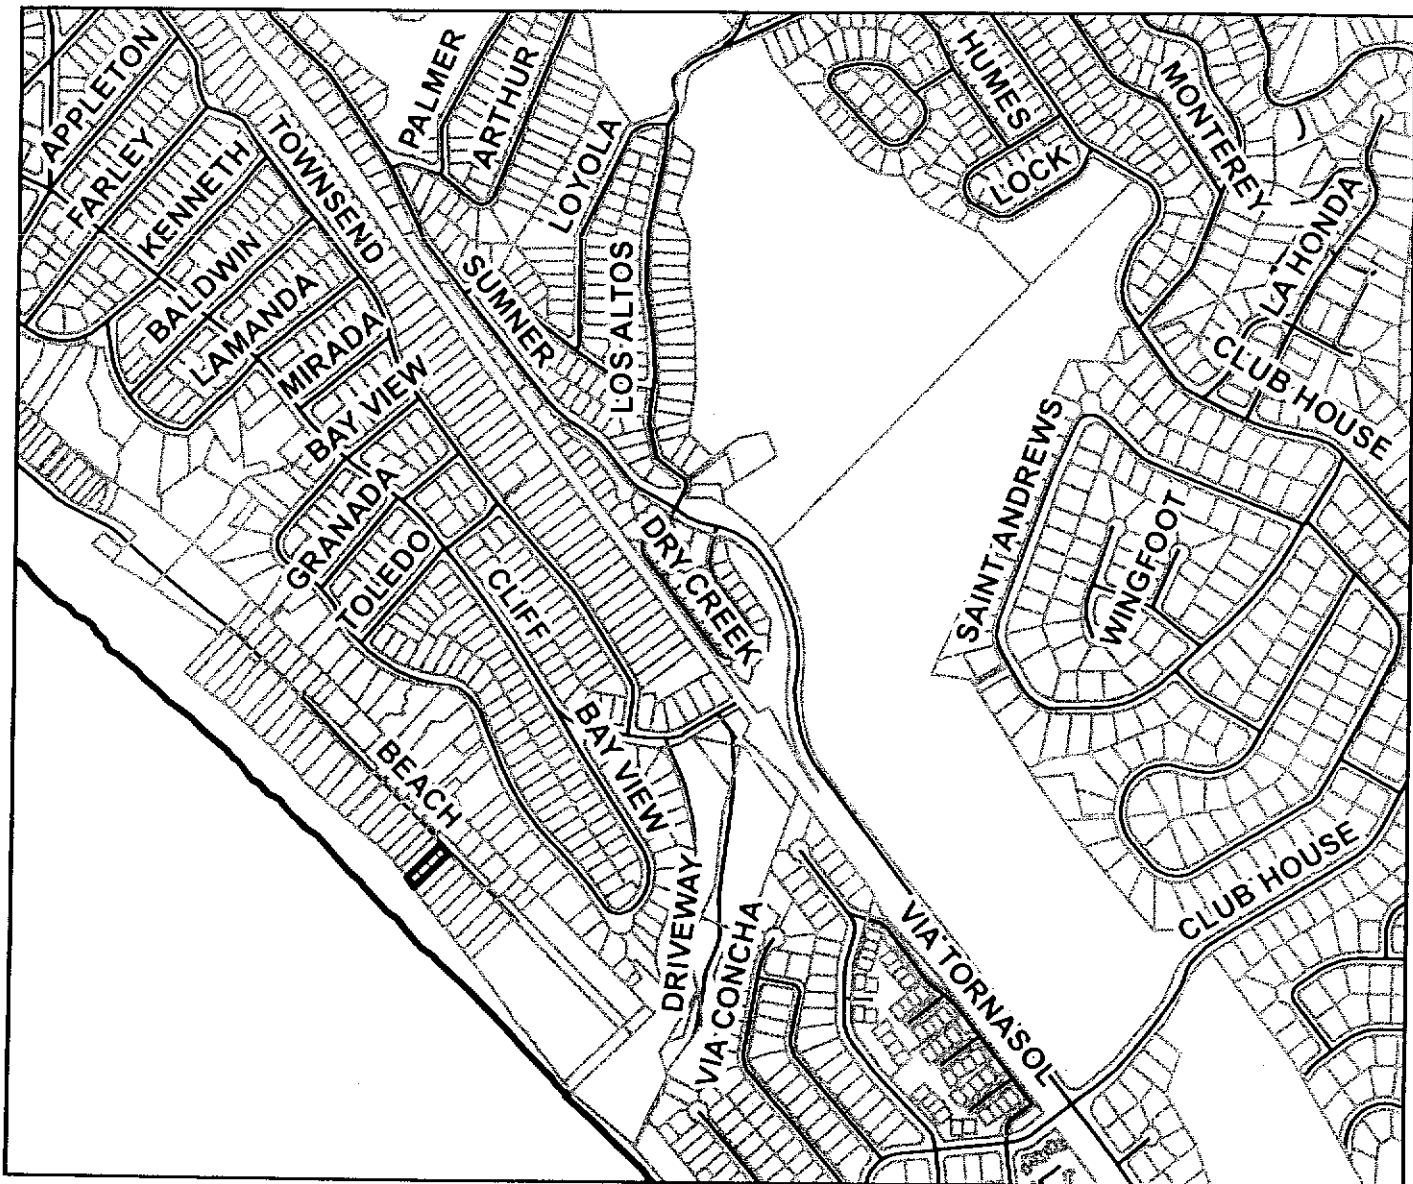 APPLETON
FARLEY
KENNETH
BALDWIN
LAMANDA
MIRADA
BAY VIEW
GRANADA
TOLEDO
TOWNSEND
PALMER
ARTHUR
LOYOLA
LOS ALTOS
SUMNER
DRY CREEK
CLIFF
BAY VIEW
BEACH
DRIVEWAY
VIA CONCHA
VIA TORNASOL
HUMES
LOCK
MONTEREY
LA HONDA
CLUB HOUSE
SAINT ANDREWS
WINGFOOT
CLUB HOUSE